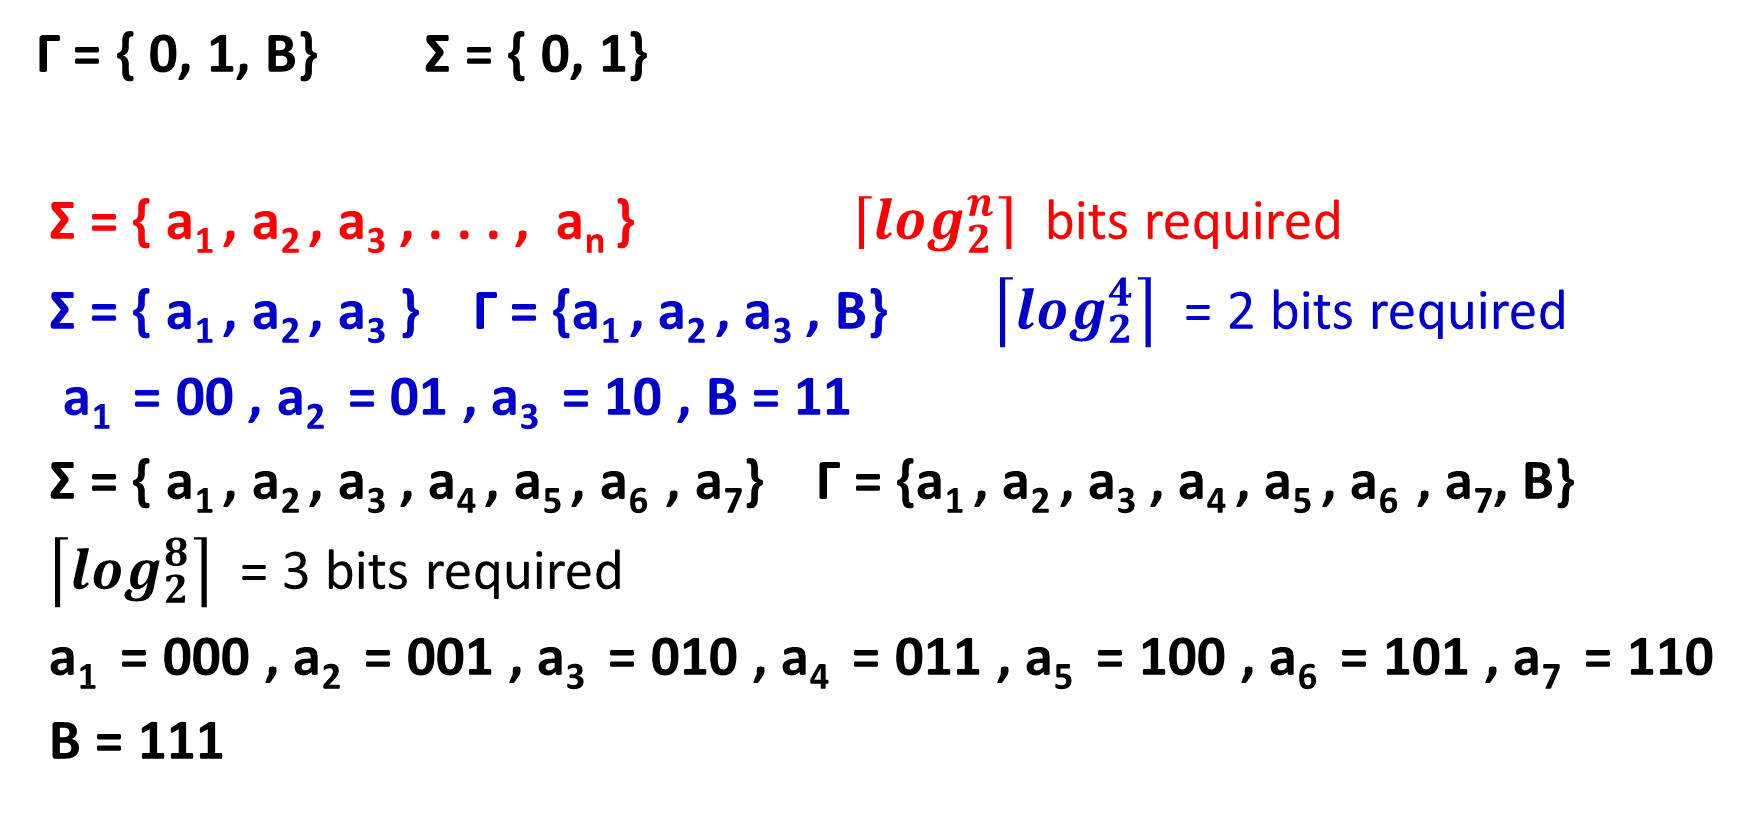 Γ = { 0, 1, B} Σ = { 0, 1}
Σ = { a₁ , a₂ , a₃ , . . . , aₙ } ⌈log₂ⁿ⌉ bits required
Σ = { a₁ , a₂ , a₃ } Γ = {a₁ , a₂ , a₃ , B} ⌈log₂⁴⌉ = 2 bits required
a₁ = 00 , a₂ = 01 , a₃ = 10 , B = 11
Σ = { a₁ , a₂ , a₃ , a₄ , a₅ , a₆ , a₇} Γ = {a₁ , a₂ , a₃ , a₄ , a₅ , a₆ , a₇, B}
⌈log₂⁸⌉ = 3 bits required
a₁ = 000 , a₂ = 001 , a₃ = 010 , a₄ = 011 , a₅ = 100 , a₆ = 101 , a₇ = 110
B = 111